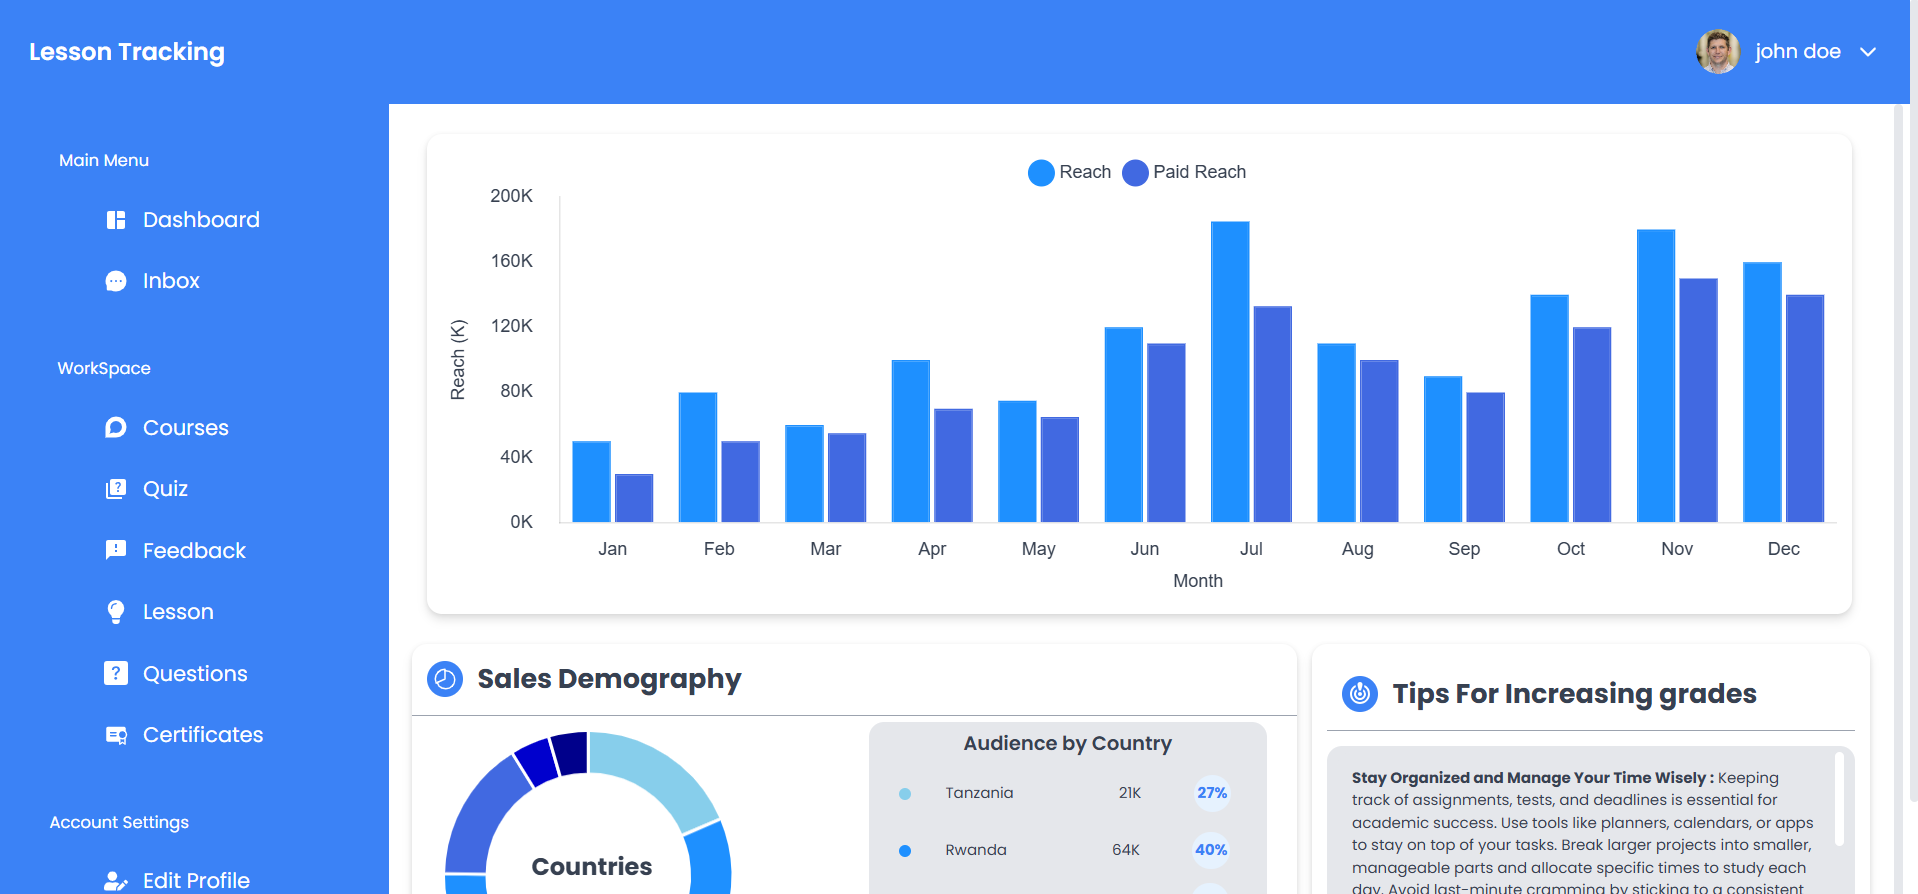 Lesson Tracking
john doe
Main Menu
Dashboard
Inbox
WorkSpace
Courses
Quiz
Feedback
Lesson
Questions
Certificates
Account Settings
Edit Profile
Reach Paid Reach
200K
160K
120K
80K
40K
0K
Reach (K)
Jan Feb Mar Apr May Jun Jul Aug Sep Oct Nov Dec
Month
Sales Demography
Countries
Audience by Country
Tanzania 21K 27%
Rwanda 64K 40%
Tips For Increasing grades
Stay Organized and Manage Your Time Wisely : Keeping
track of assignments, tests, and deadlines is essential for
academic success. Use tools like planners, calendars, or apps
to stay on top of your tasks. Break larger projects into smaller,
manageable parts and allocate specific times to study each
day. Avoid last-minute cramming by sticking to a consistent